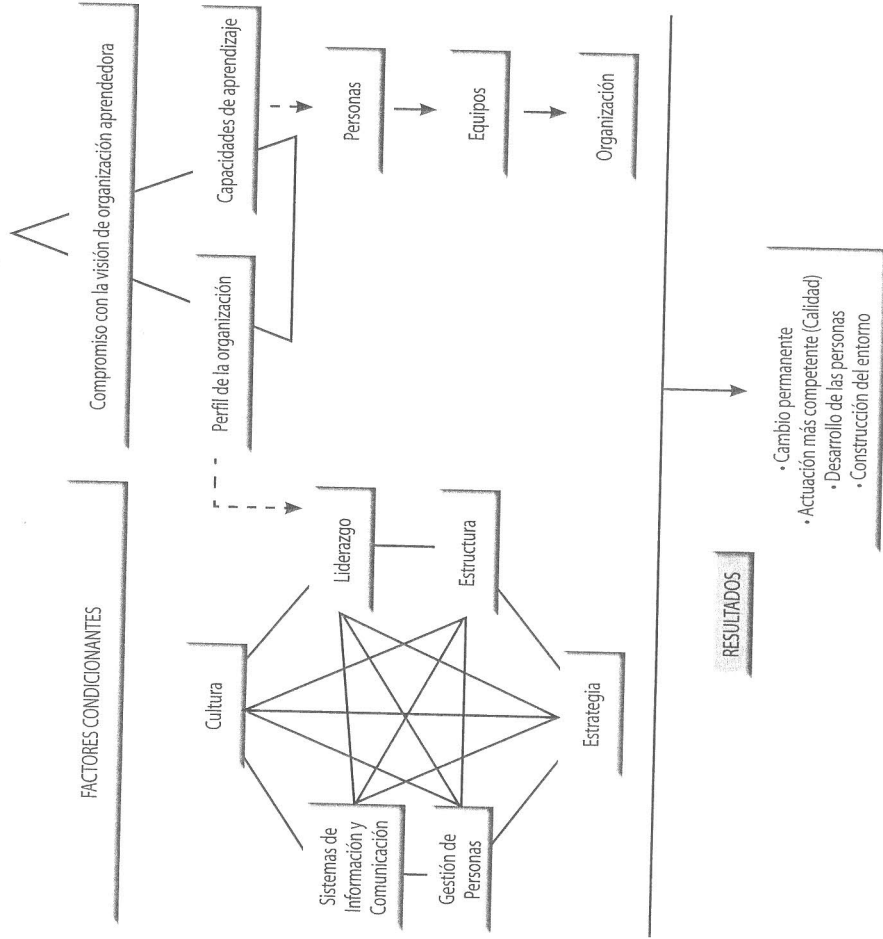 FACTORES CONDICIONANTES
Compromiso con la visión de organización aprendedora
Perfil de la organización
Capacidades de aprendizaje
Cultura
Sistemas de
Información y
Comunicación
Liderazgo
Gestión de
Personas
Estructura
Estrategia
Personas
Equipos
Organización
RESULTADOS
• Cambio permanente
• Actuación más competente (Calidad)
• Desarrollo de las personas
• Construcción del entorno